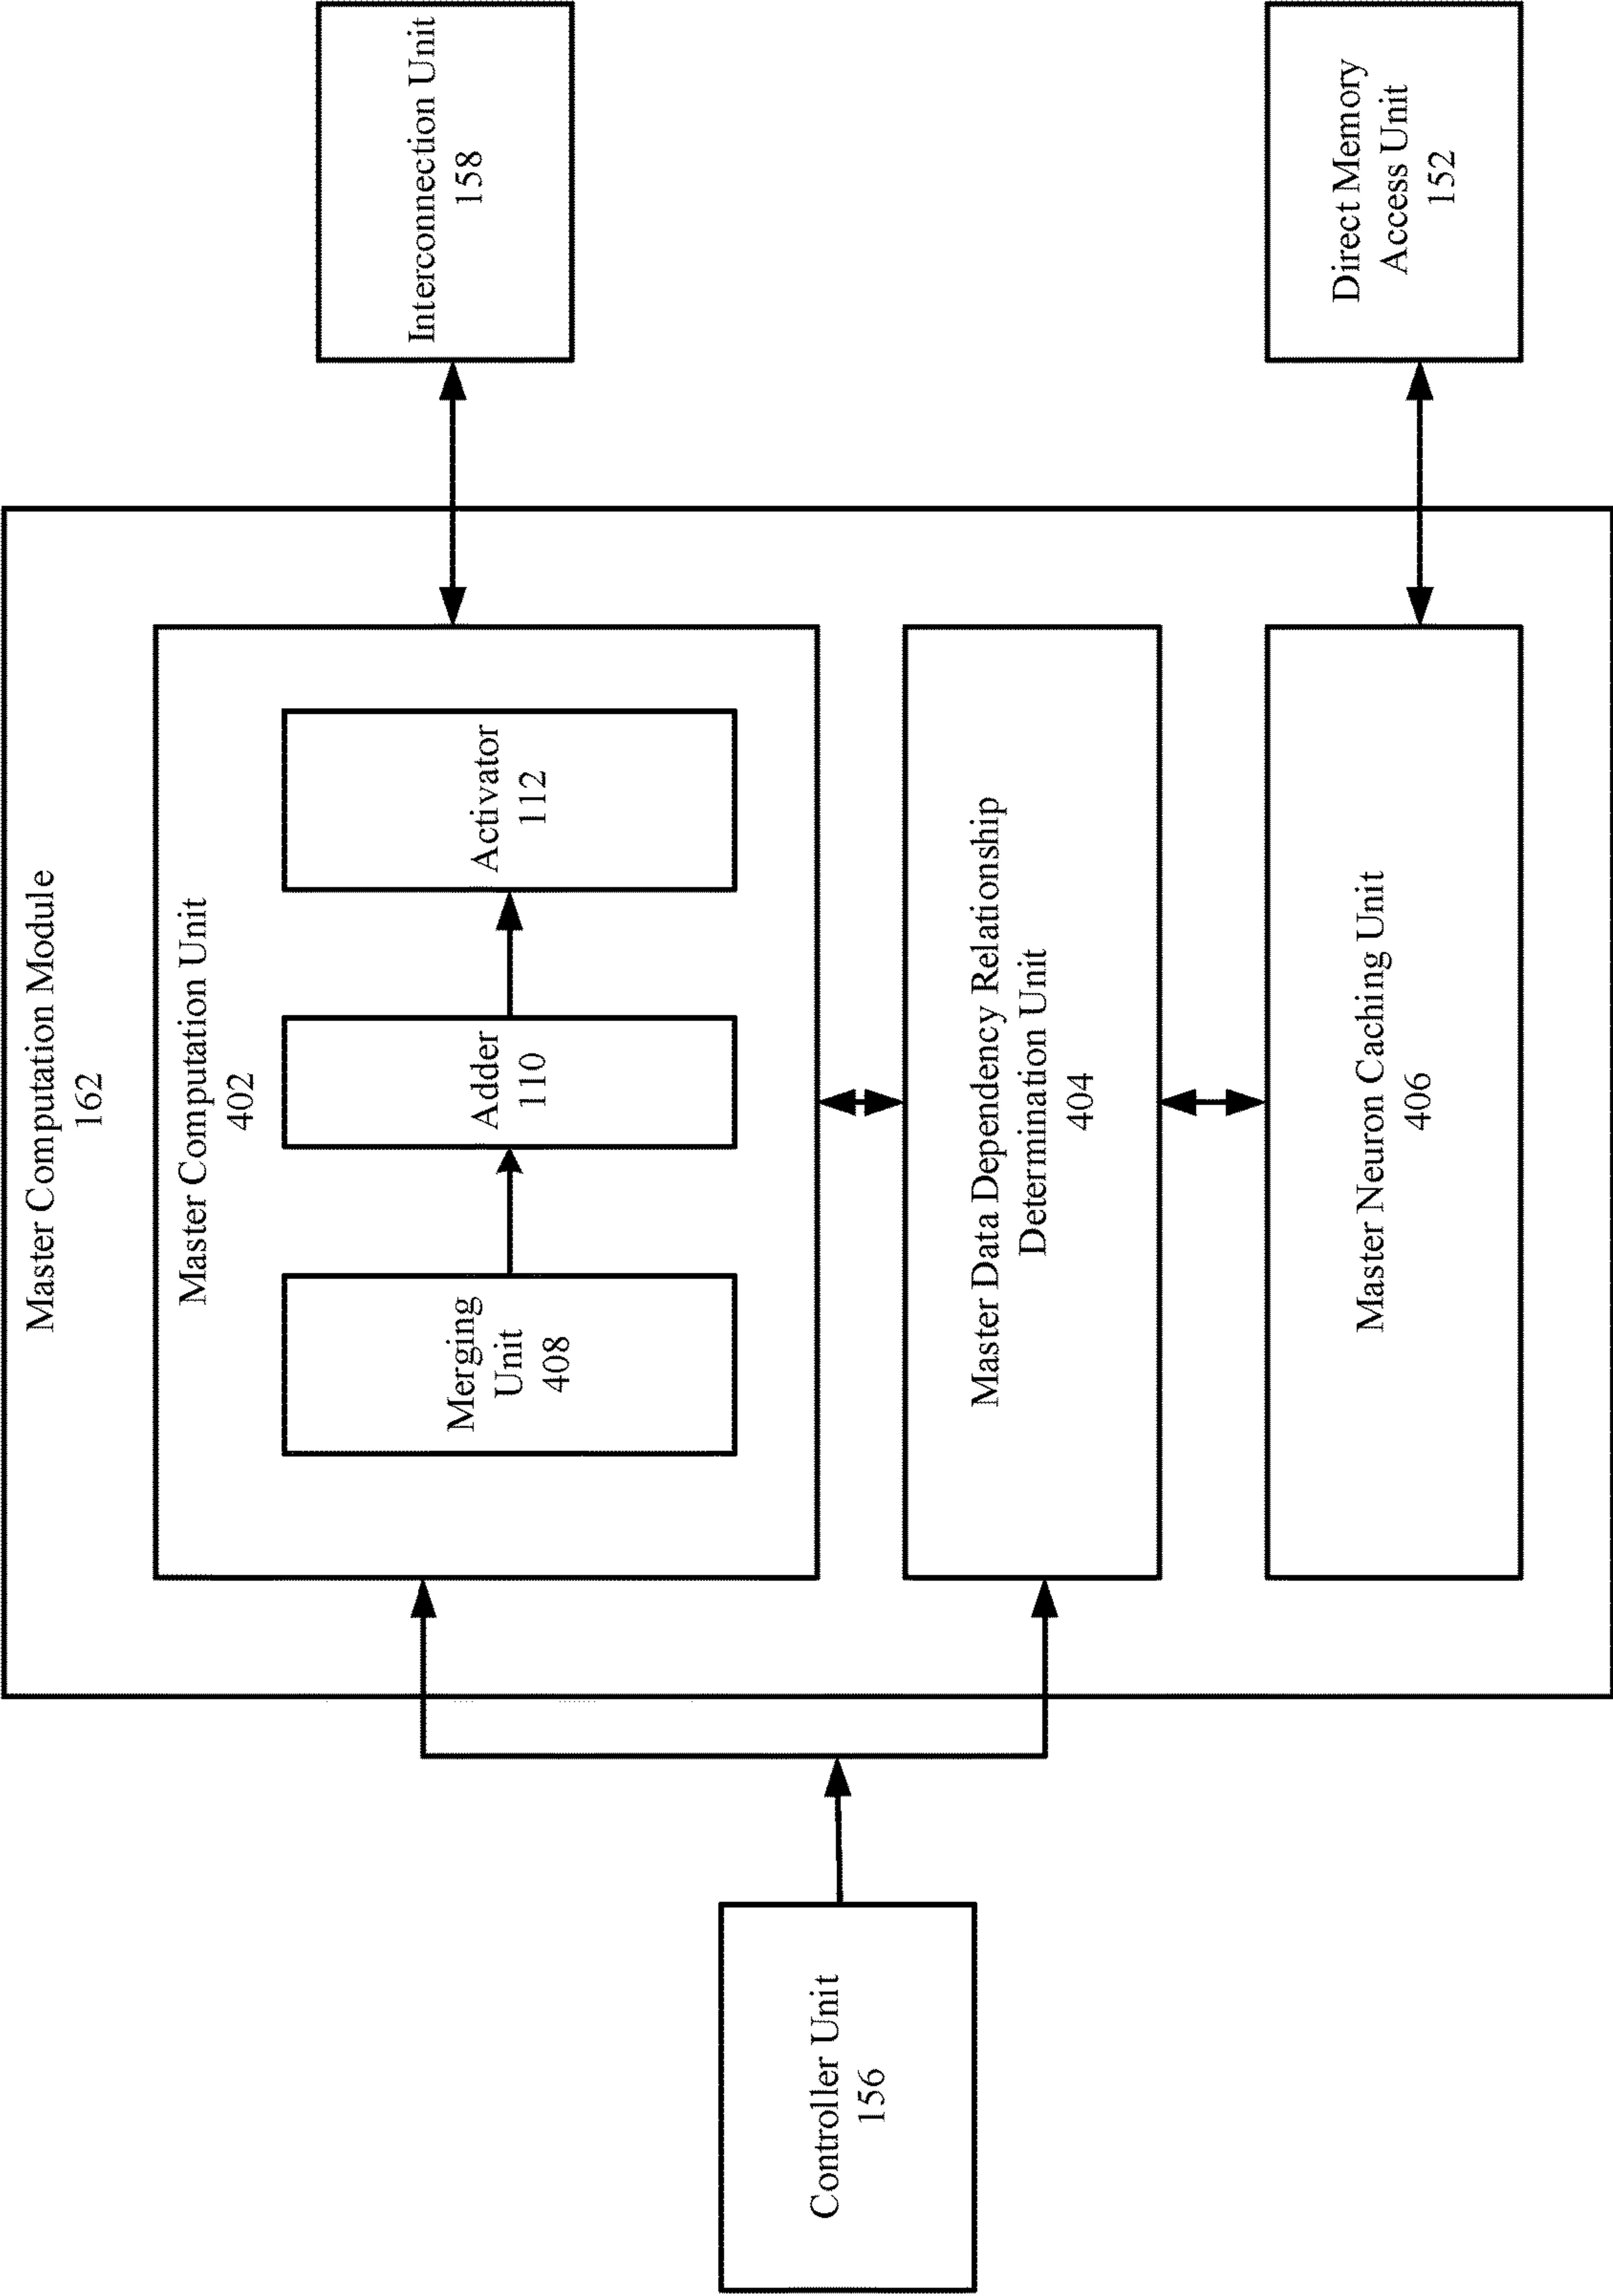 Master Computation Module
162
Master Computation Unit
402
Merging
Unit
408
Adder
110
Activator
112
Interconnection Unit
158
Controller Unit
156
Master Data Dependency Relationship
Determination Unit
404
Master Neuron Caching Unit
406
Direct Memory
Access Unit
152